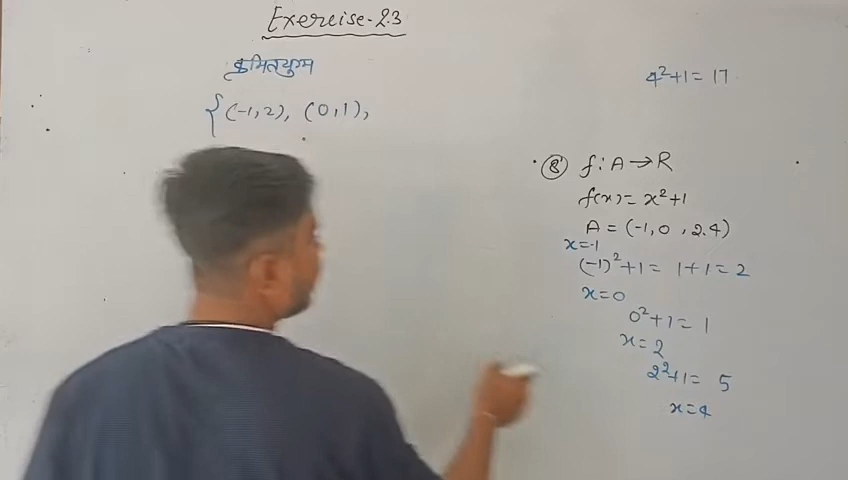 Exercise-2.3
क्रमितयुग्म
{(-1,2), (0,1),
4²+1 = 17
⑧ f: A → R
f(x) = x²+1
A = (-1, 0, 2.4)
x=-1
(-1)²+1 = 1+1 = 2
x=0
0²+1 = 1
x=2
2²+1 = 5
x=4